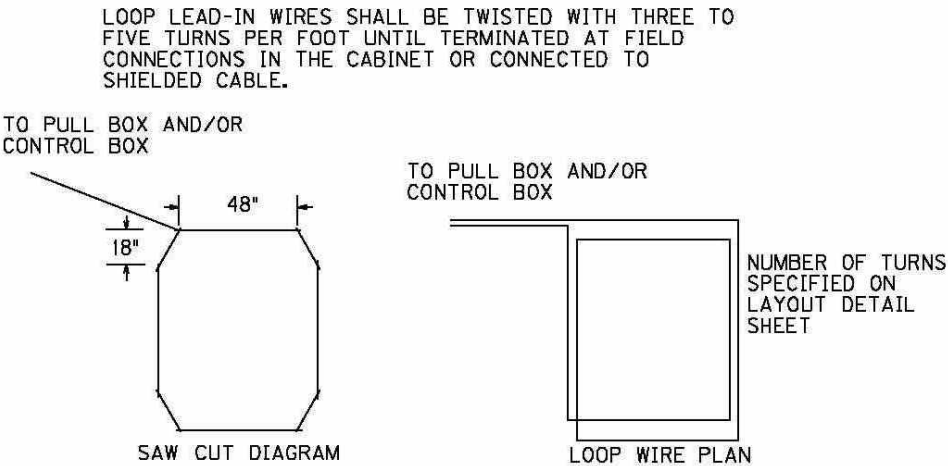 LOOP LEAD-IN WIRES SHALL BE TWISTED WITH THREE TO
FIVE TURNS PER FOOT UNTIL TERMINATED AT FIELD
CONNECTIONS IN THE CABINET OR CONNECTED TO
SHIELDED CABLE.
TO PULL BOX AND/OR
CONTROL BOX
48"
18"
SAW CUT DIAGRAM
TO PULL BOX AND/OR
CONTROL BOX
NUMBER OF TURNS
SPECIFIED ON
LAYOUT DETAIL
SHEET
LOOP WIRE PLAN